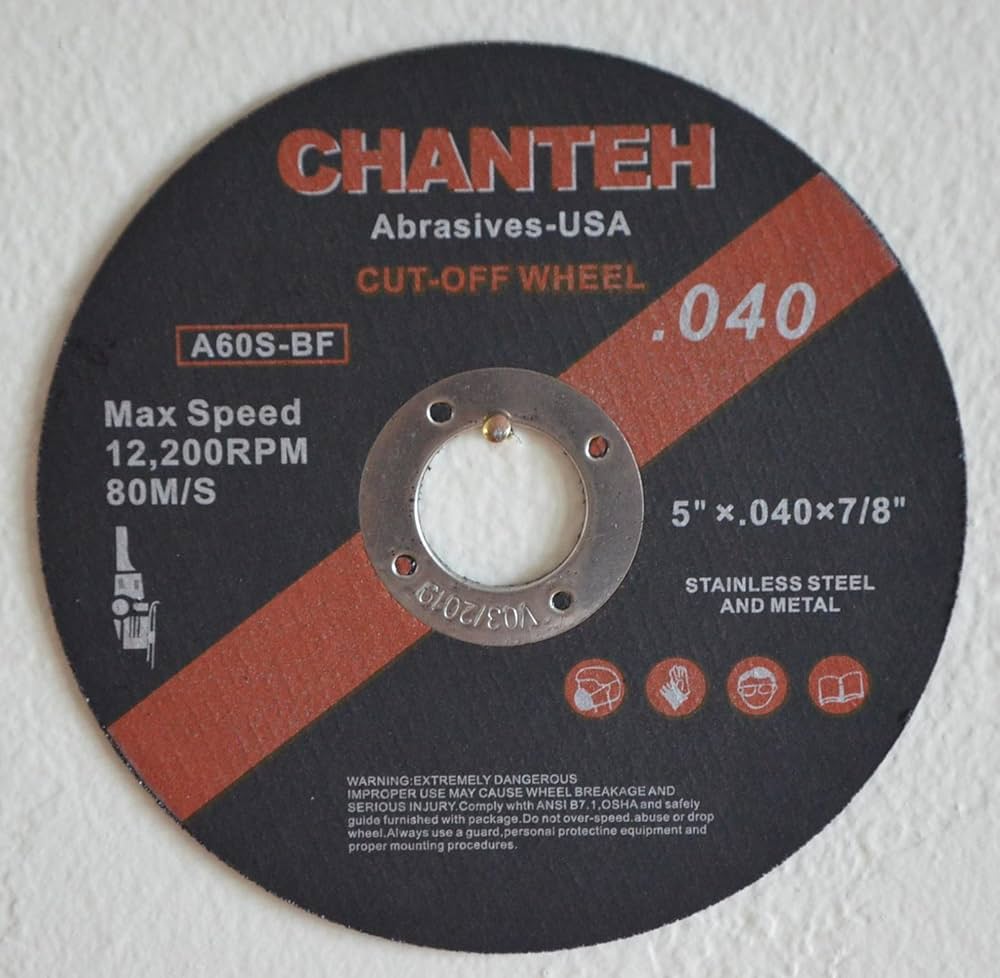 CHANTEH
Abrasives-USA
CUT-OFF WHEEL
.040
A60S-BF
Max Speed
12,200RPM
80M/S
5" ×.040×7/8"
STAINLESS STEEL
AND METAL
V03/2019
WARNING:EXTREMELY DANGEROUS
IMPROPER USE MAY CAUSE WHEEL BREAKAGE AND
SERIOUS INJURY.Comply whth ANSI B7.1,OSHA and safely
guide furnished with package.Do not over-speed.abuse or drop
wheel.Always use a guard,personal protectine equipment and
proper mounting procedures.